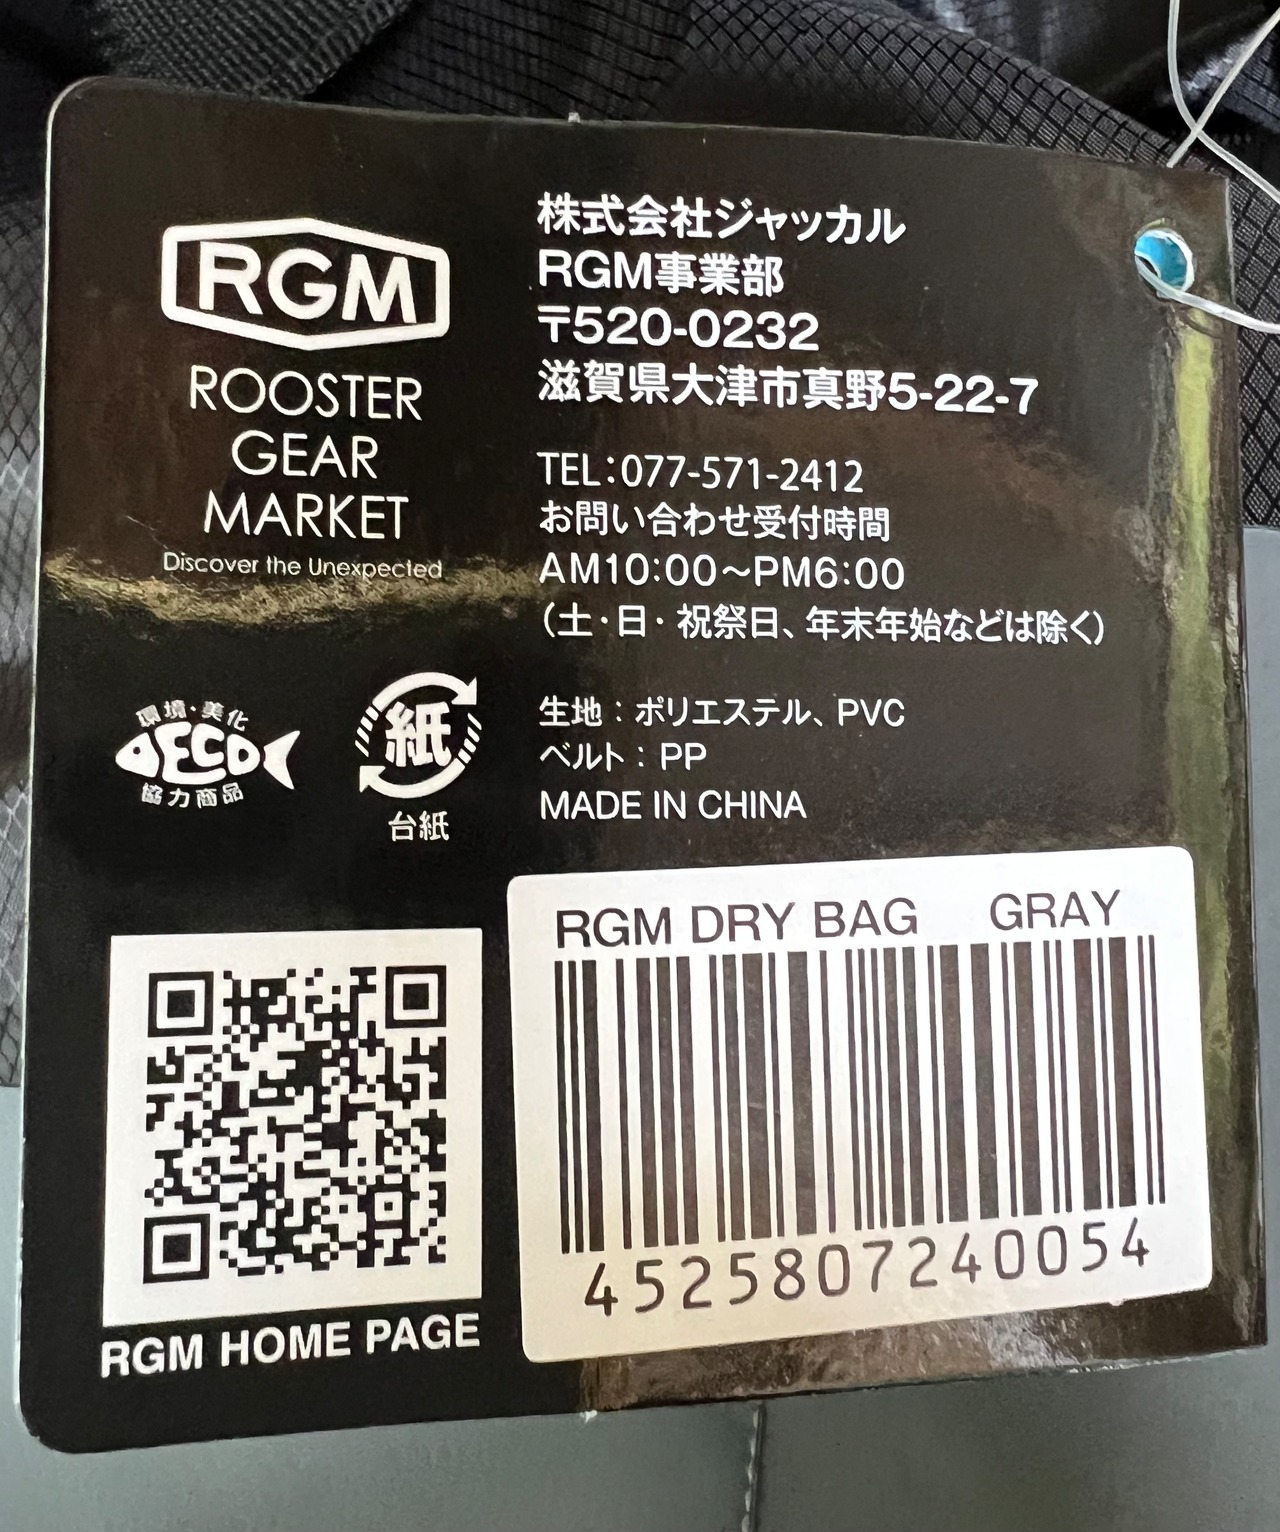 RGM
ROOSTER
GEAR
MARKET
Discover the Unexpected
株式会社ジャッカル
RGM事業部
〒520-0232
滋賀県大津市真野5-22-7
TEL:077-571-2412
お問い合わせ受付時間
AM10:00〜PM6:00
(土・日・祝祭日、年末年始などは除く)
生地:ポリエステル、PVC
ベルト:PP
MADE IN CHINA
環境・美化
ECO
協力商品
紙
台紙
RGM HOME PAGE
RGM DRY BAG GRAY
4525807240054